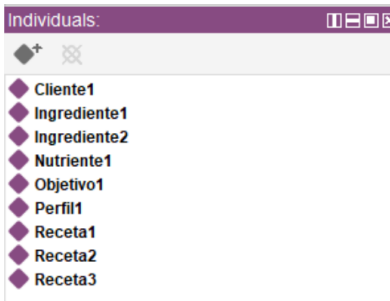 Individuals:
Cliente1
Ingrediente1
Ingrediente2
Nutriente1
Objetivo1
Perfil1
Receta1
Receta2
Receta3